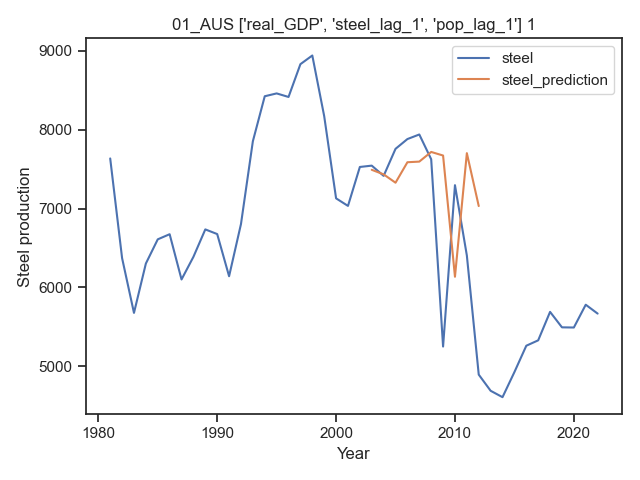 01_AUS ['real_GDP', 'steel_lag_1', 'pop_lag_1'] 1
steel
steel_prediction
9000
8000
7000
6000
5000
Steel production
1980
1990
2000
2010
2020
Year